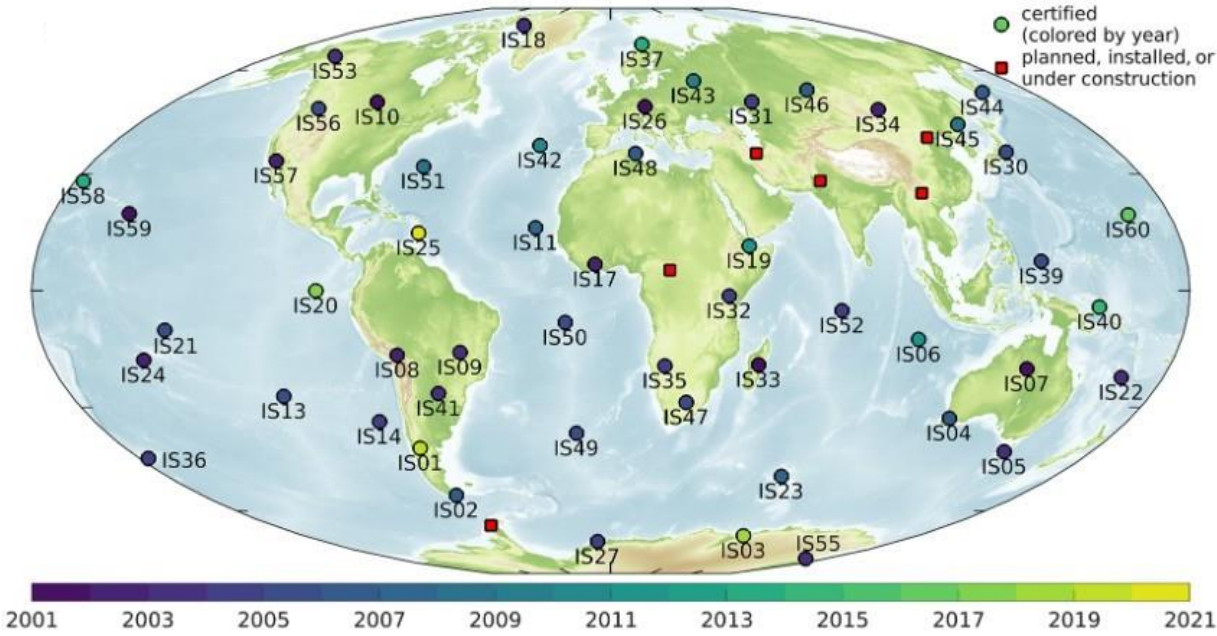 certified
(colored by year)
planned, installed, or
under construction
IS18
IS37
IS53
IS43
IS46
IS44
IS10
IS56
IS26
IS31
IS34
IS45
IS42
IS30
IS57
IS51
IS48
IS58
IS59
IS60
IS25
IS11
IS19
IS17
IS39
IS20
IS32
IS52
IS40
IS50
IS21
IS06
IS24
IS08
IS09
IS35
IS33
IS07
IS22
IS13
IS41
IS47
IS14
IS04
IS49
IS01
IS05
IS36
IS23
IS02
IS27
IS03
IS55
2001 2003 2005 2007 2009 2011 2013 2015 2017 2019 2021